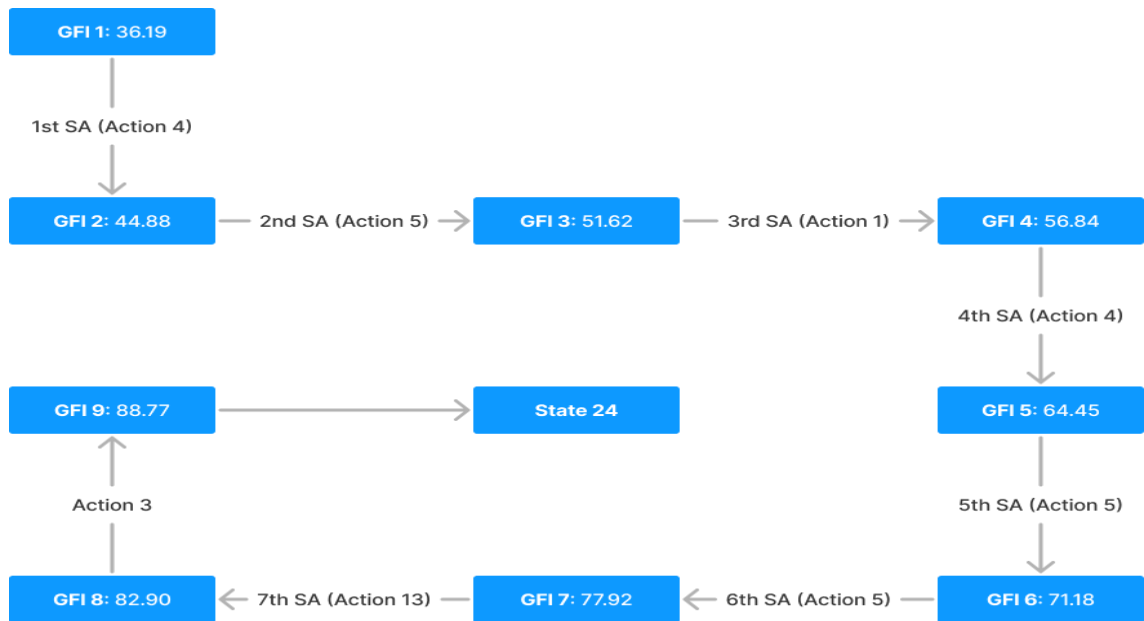 GFI 1: 36.19
1st SA (Action 4)
GFI 2: 44.88
2nd SA (Action 5)
GFI 3: 51.62
3rd SA (Action 1)
GFI 4: 56.84
4th SA (Action 4)
GFI 5: 64.45
5th SA (Action 5)
GFI 6: 71.18
6th SA (Action 5)
GFI 7: 77.92
7th SA (Action 13)
GFI 8: 82.90
Action 3
GFI 9: 88.77
State 24